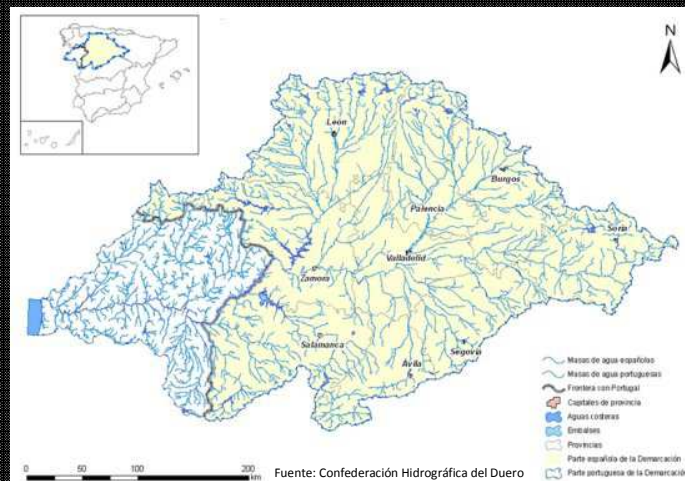 N
León
Burgos
Palencia
Soria
Valladolid
Zamora
Salamanca
Segovia
Ávila
Masas de agua españolas
Masas de agua portuguesas
Frontera con Portugal
Capitales de provincia
Aguas costeras
Embalses
Provincias
Parte española de la Demarcación
Parte portuguesa de la Demarcación
0 50 100 200
km
Fuente: Confederación Hidrográfica del Duero